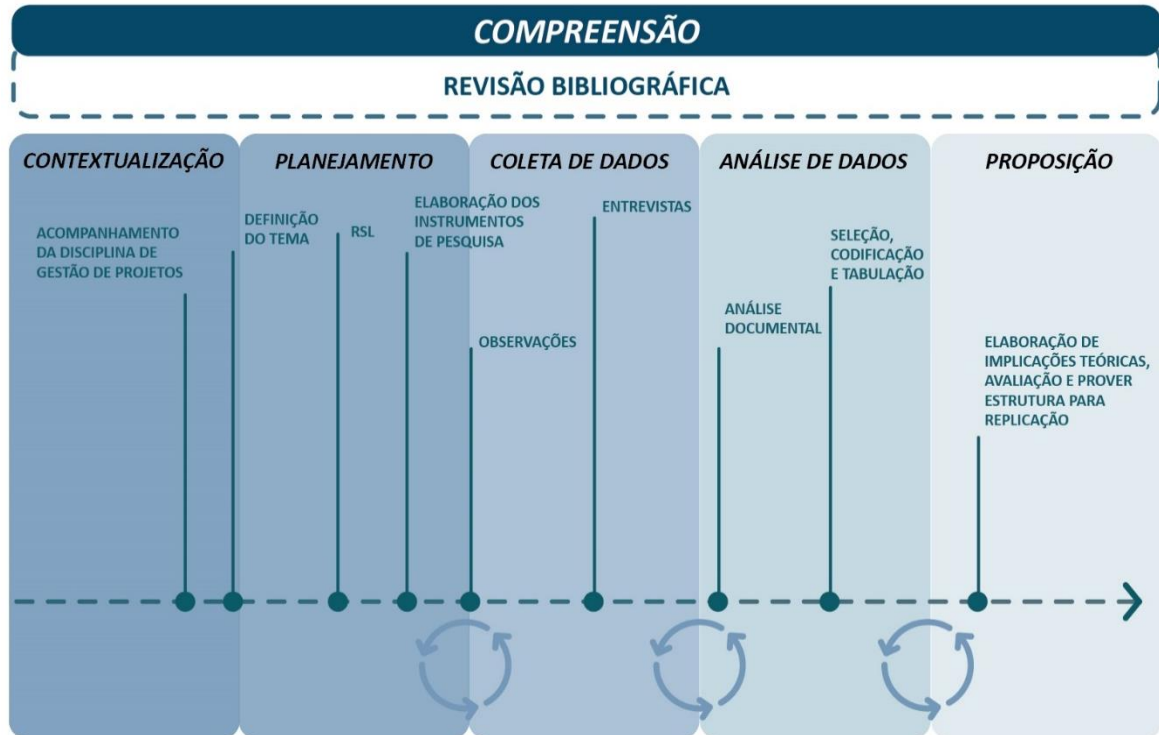 COMPREENSÃO
REVISÃO BIBLIOGRÁFICA
CONTEXTUALIZAÇÃO
ACOMPANHAMENTO
DA DISCIPLINA DE
GESTÃO DE PROJETOS
PLANEJAMENTO
DEFINIÇÃO
DO TEMA
RSL
ELABORAÇÃO DOS
INSTRUMENTOS
DE PESQUISA
COLETA DE DADOS
OBSERVAÇÕES
ENTREVISTAS
ANÁLISE DE DADOS
ANÁLISE
DOCUMENTAL
SELEÇÃO,
CODIFICAÇÃO
E TABULAÇÃO
PROPOSIÇÃO
ELABORAÇÃO DE
IMPLICAÇÕES TEÓRICAS,
AVALIAÇÃO E PROVER
ESTRUTURA PARA
REPLICAÇÃO